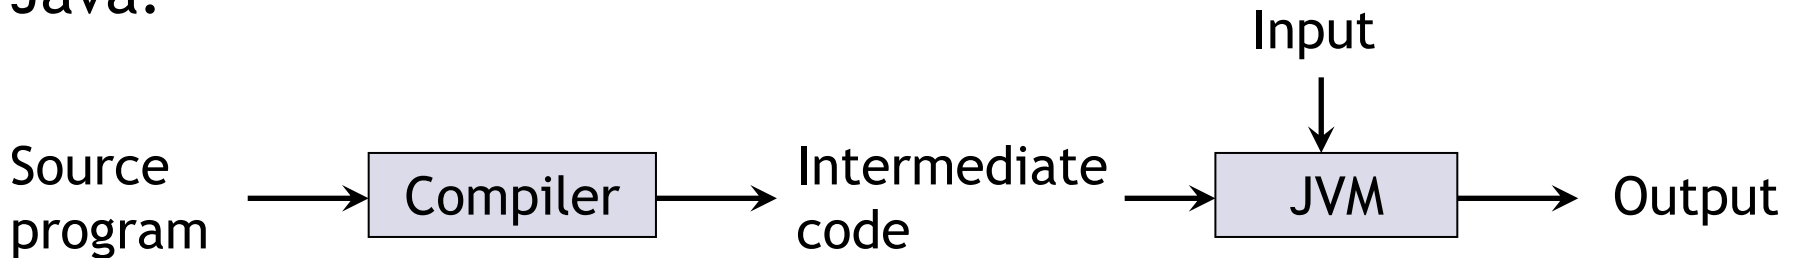 Java:
Input
Source
program
Compiler
Intermediate
code
JVM
Output